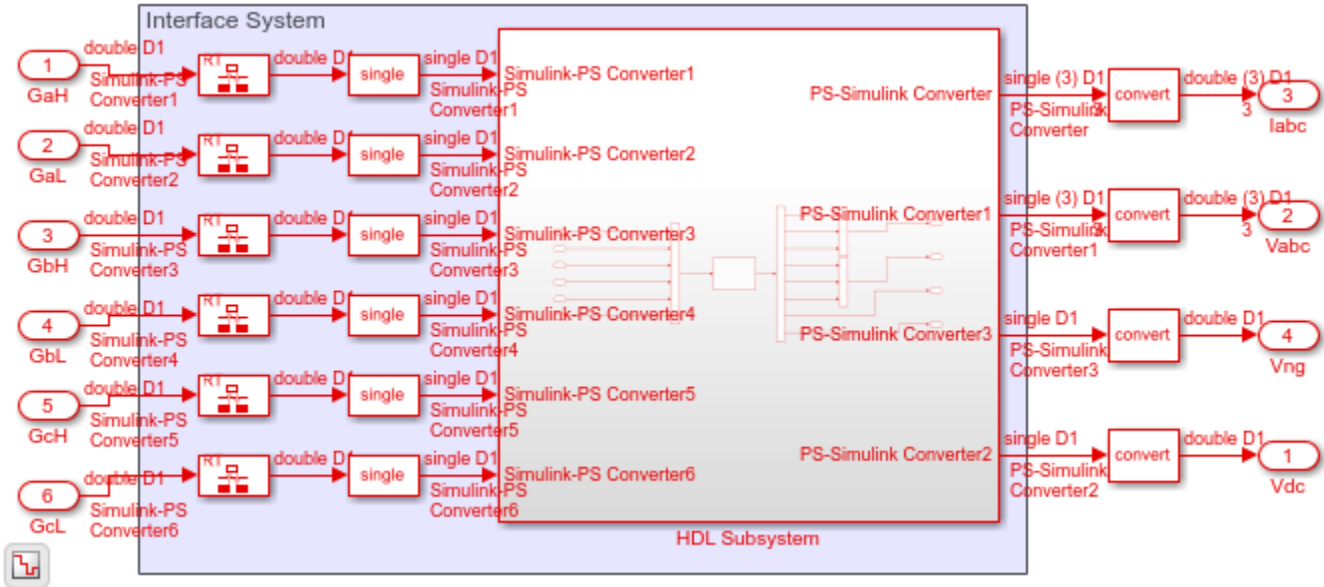 Interface System
double D1
1
GaH
Simulink-PS
Converter1
RT
double D1
single
single D1
Simulink-PS
Converter1
Simulink-PS Converter1
double D1
2
GaL
Simulink-PS
Converter2
RT
double D1
single
single D1
Simulink-PS
Converter2
Simulink-PS Converter2
double D1
3
GbH
Simulink-PS
Converter3
RT
double D1
single
single D1
Simulink-PS
Converter3
Simulink-PS Converter3
double D1
4
GbL
Simulink-PS
Converter4
RT
double D1
single
single D1
Simulink-PS
Converter4
Simulink-PS Converter4
double D1
5
GcH
Simulink-PS
Converter5
RT
double D1
single
single D1
Simulink-PS
Converter5
Simulink-PS Converter5
double D1
6
GcL
Simulink-PS
Converter6
RT
double D1
single
single D1
Simulink-PS
Converter6
Simulink-PS Converter6
HDL Subsystem
PS-Simulink Converter
single (3) D1
PS-Simulink
Converter
3
convert
double (3) D1
3
3
Iabc
PS-Simulink Converter1
single (3) D1
PS-Simulink
Converter1
3
convert
double (3) D1
3
2
Vabc
PS-Simulink Converter3
single D1
PS-Simulink
Converter3
convert
double D1
4
Vng
PS-Simulink Converter2
single D1
PS-Simulink
Converter2
convert
double D1
1
Vdc